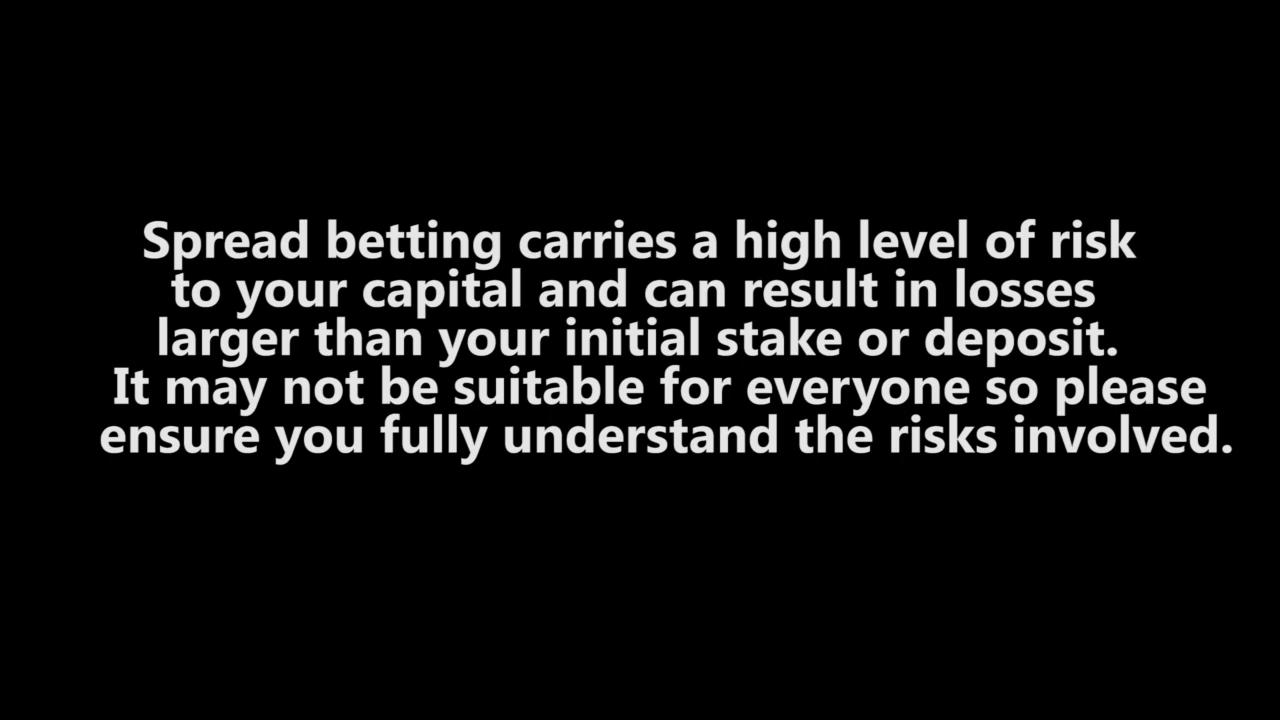 Spread betting carries a high level of risk
to your capital and can result in losses
larger than your initial stake or deposit.
It may not be suitable for everyone so please
ensure you fully understand the risks involved.